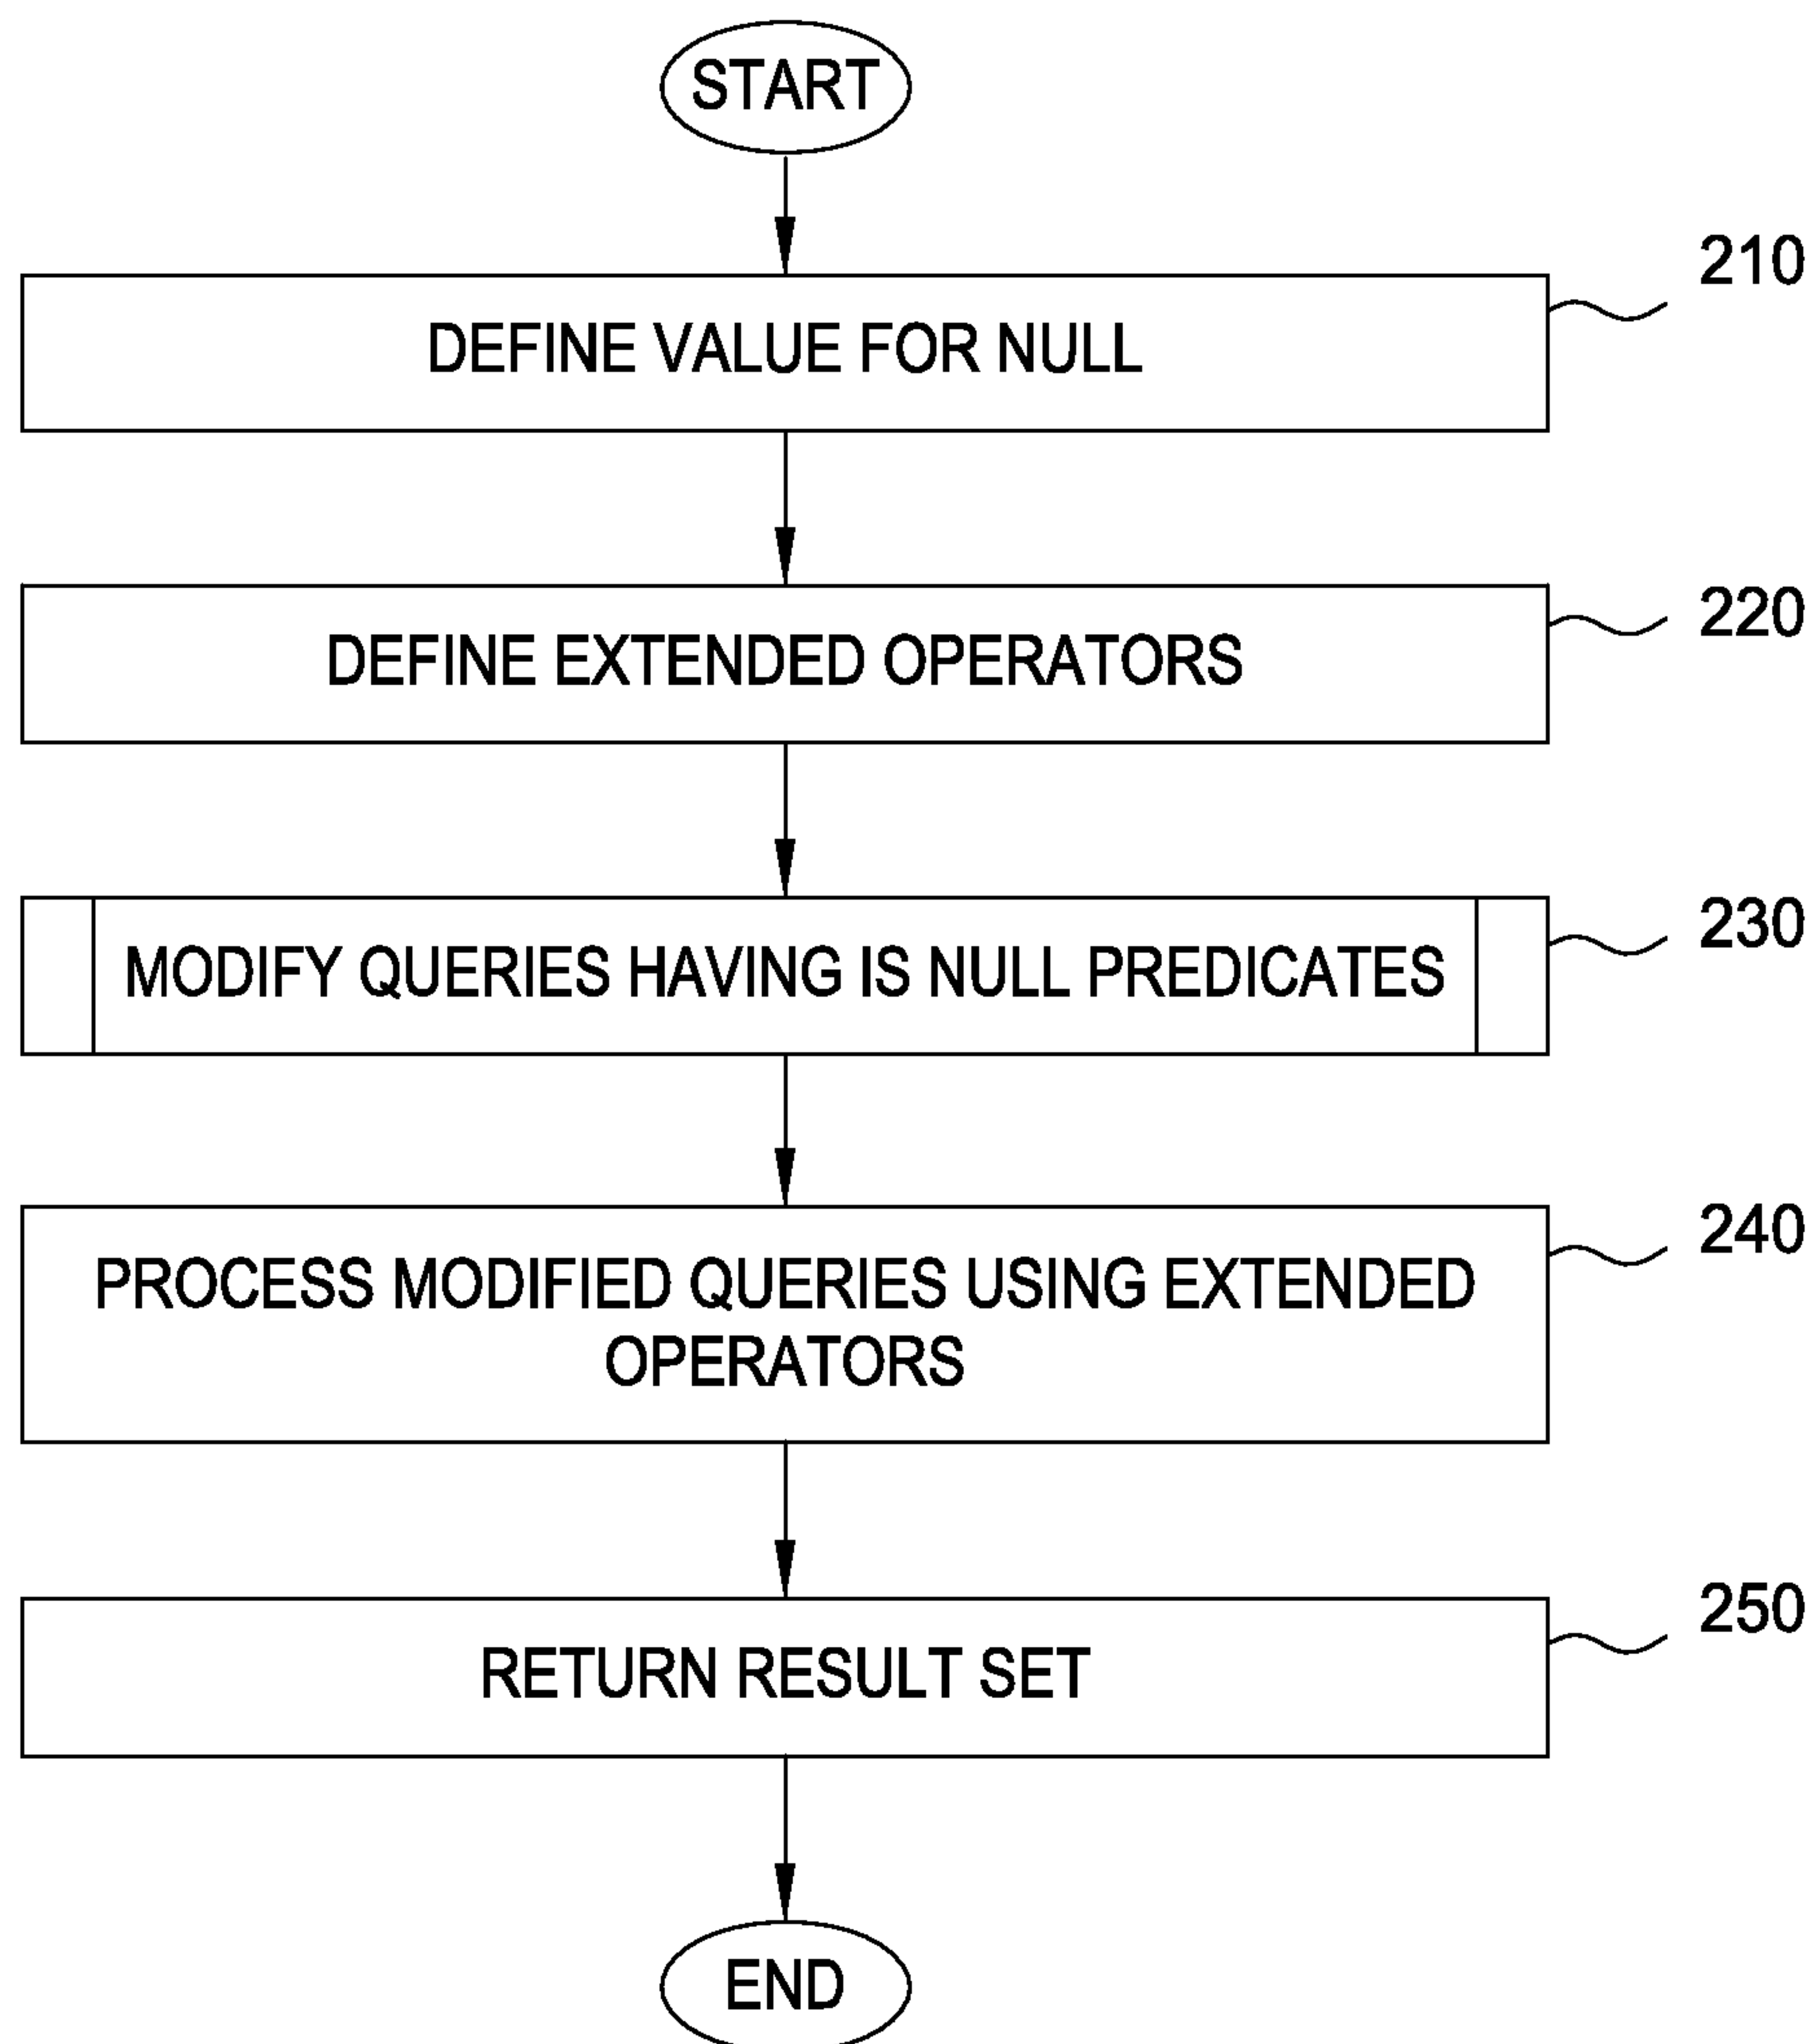 START
210
DEFINE VALUE FOR NULL
220
DEFINE EXTENDED OPERATORS
230
MODIFY QUERIES HAVING IS NULL PREDICATES
240
PROCESS MODIFIED QUERIES USING EXTENDED
OPERATORS
250
RETURN RESULT SET
END